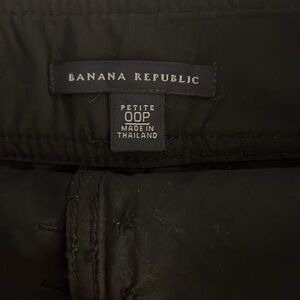 BANANA REPUBLIC
PETITE
00P
MADE IN
THAILAND